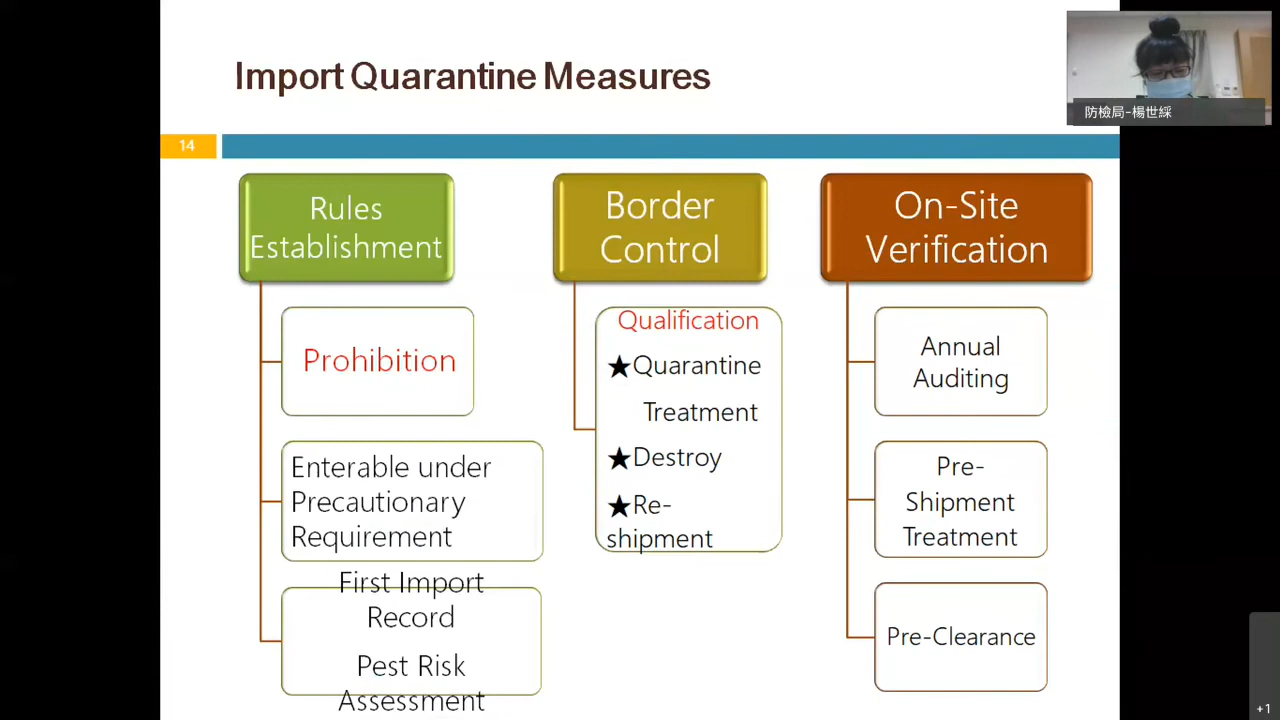 Import Quarantine Measures
防檢局-楊世綵
14
Rules
Establishment
Prohibition
Enterable under
Precautionary
Requirement
First Import
Record
Pest Risk
Assessment
Border
Control
Qualification
★Quarantine
Treatment
★Destroy
★Re-
shipment
On-Site
Verification
Annual
Auditing
Pre-
Shipment
Treatment
Pre-Clearance
+1